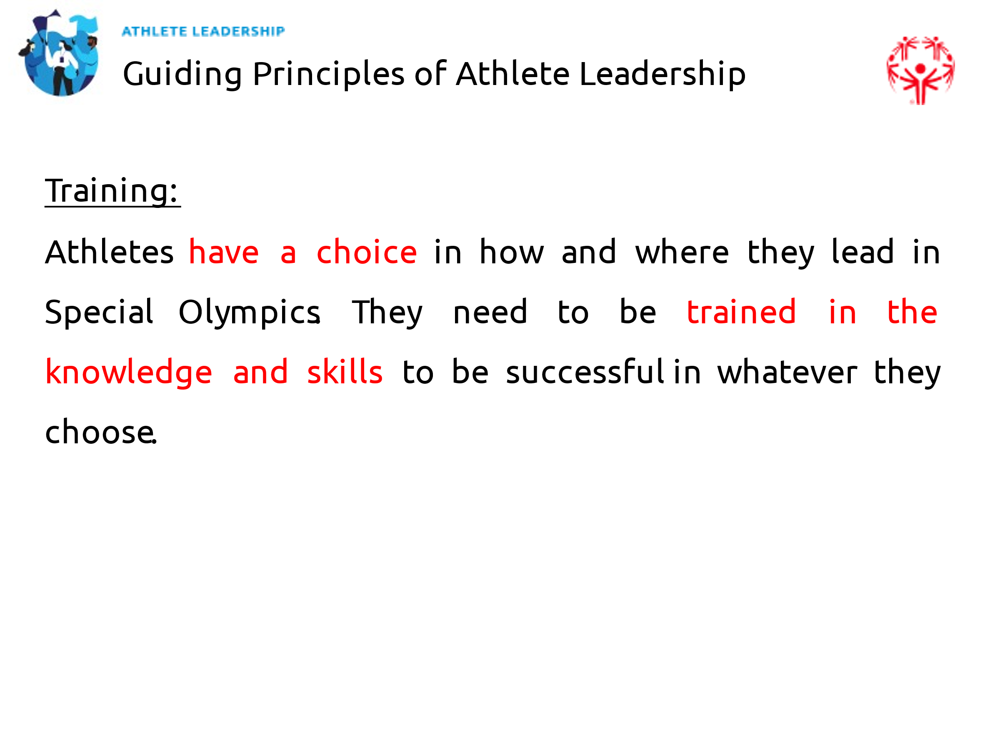 ATHLETE LEADERSHIP
Guiding Principles of Athlete Leadership
Training:
Athletes have a choice in how and where they lead in
Special Olympics. They need to be trained in the
knowledge and skills to be successful in whatever they
choose.